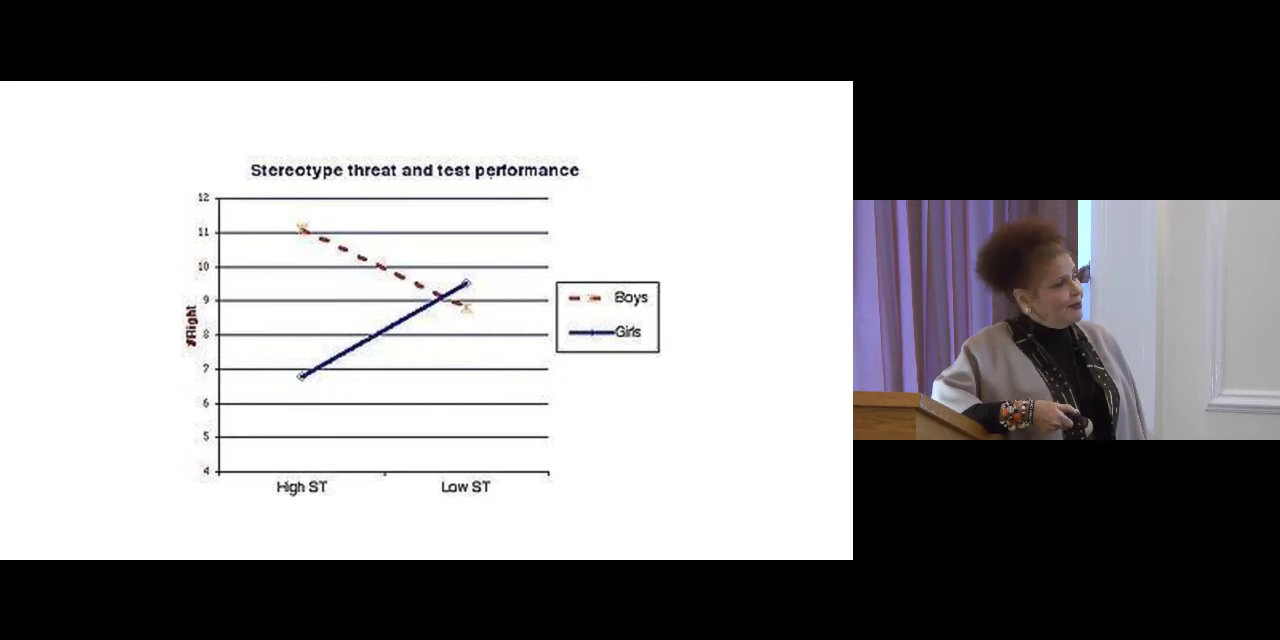 Stereotype threat and test performance
12
11
10
9
8
7
6
5
4
#Right
High ST
Low ST
Boys
Girls